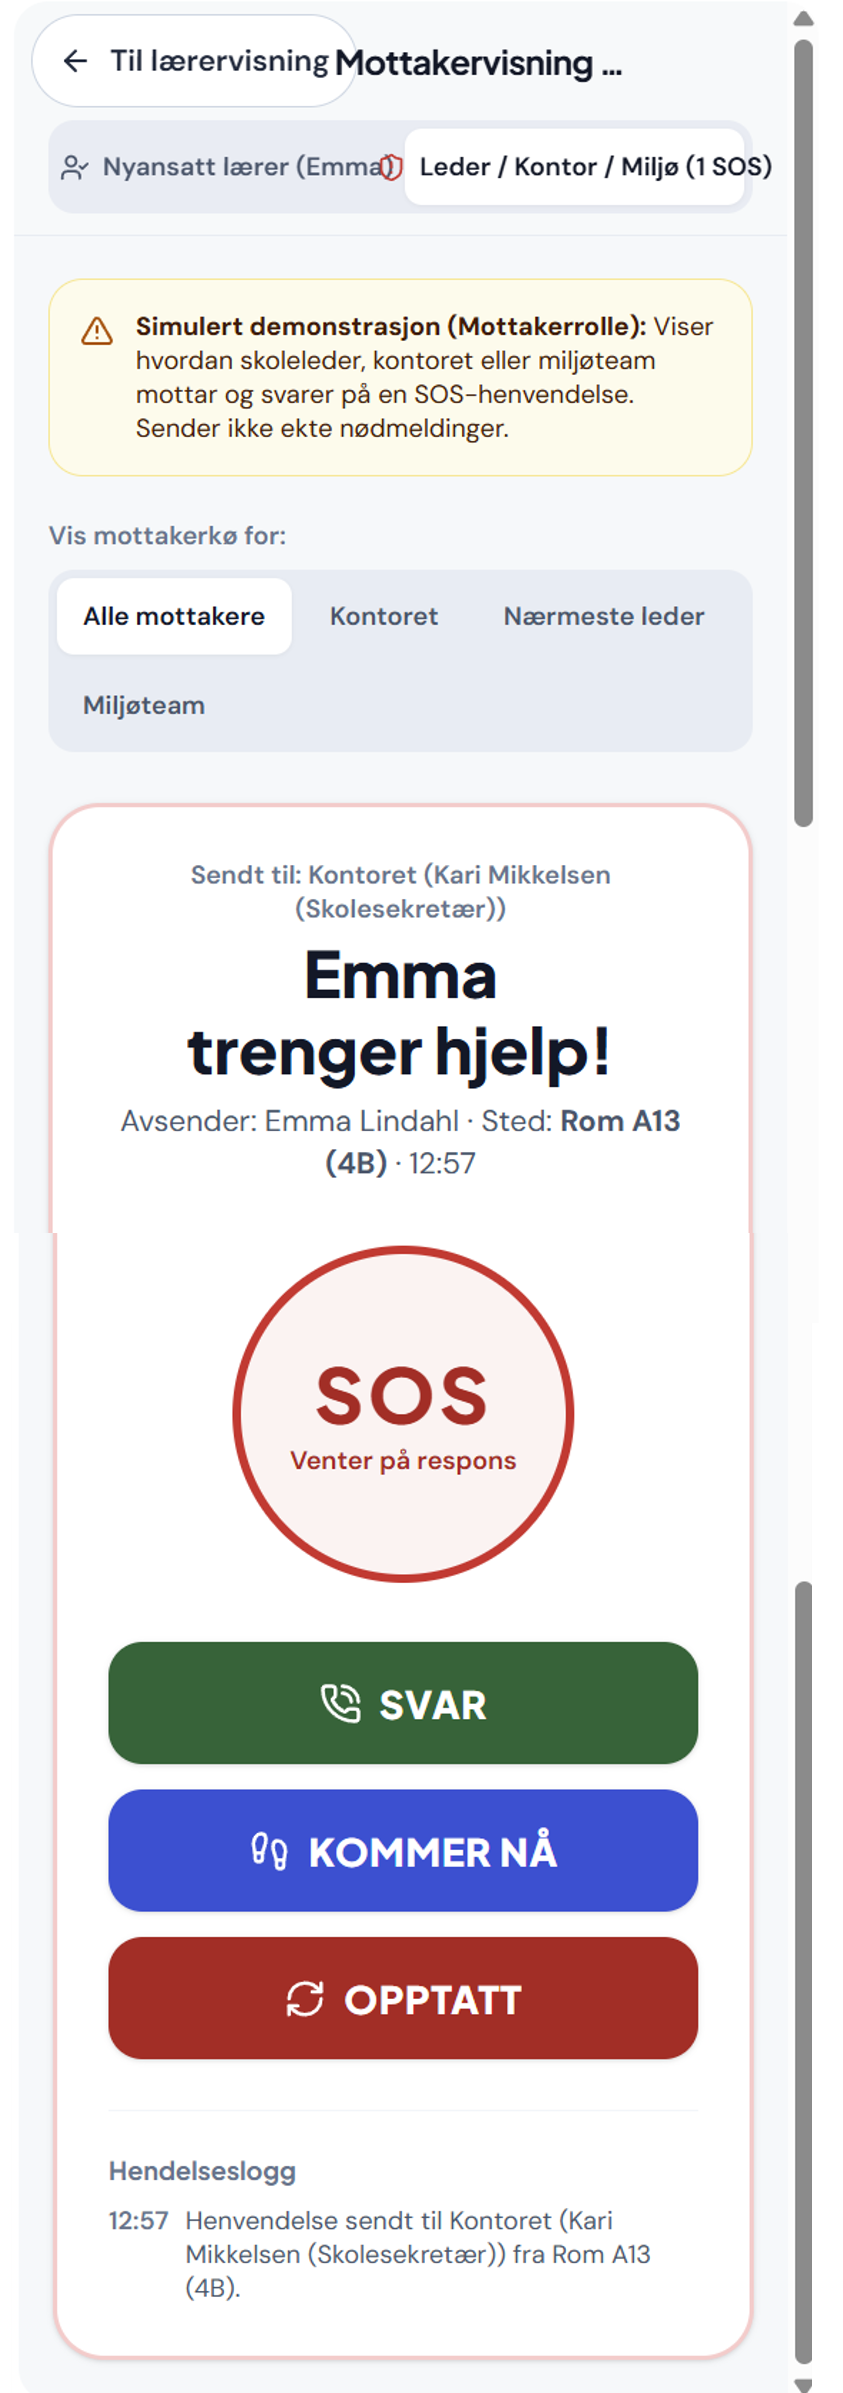 Til lærervisning Mottakervisning ...
Nyansatt lærer (Emma) Leder / Kontor / Miljø (1 SOS)
Simulert demonstrasjon (Mottakerrolle): Viser
hvordan skoleleder, kontoret eller miljøteam
mottar og svarer på en SOS-henvendelse.
Sender ikke ekte nødmeldinger.
Vis mottakerkø for:
Alle mottakere Kontoret Nærmeste leder
Miljøteam
Sendt til: Kontoret (Kari Mikkelsen
(Skolesekretær))
Emma
trenger hjelp!
Avsender: Emma Lindahl · Sted: Rom A13
(4B) · 12:57
SOS
Venter på respons
SVAR
KOMMER NÅ
OPPTATT
Hendelseslogg
12:57 Henvendelse sendt til Kontoret (Kari
Mikkelsen (Skolesekretær)) fra Rom A13
(4B).